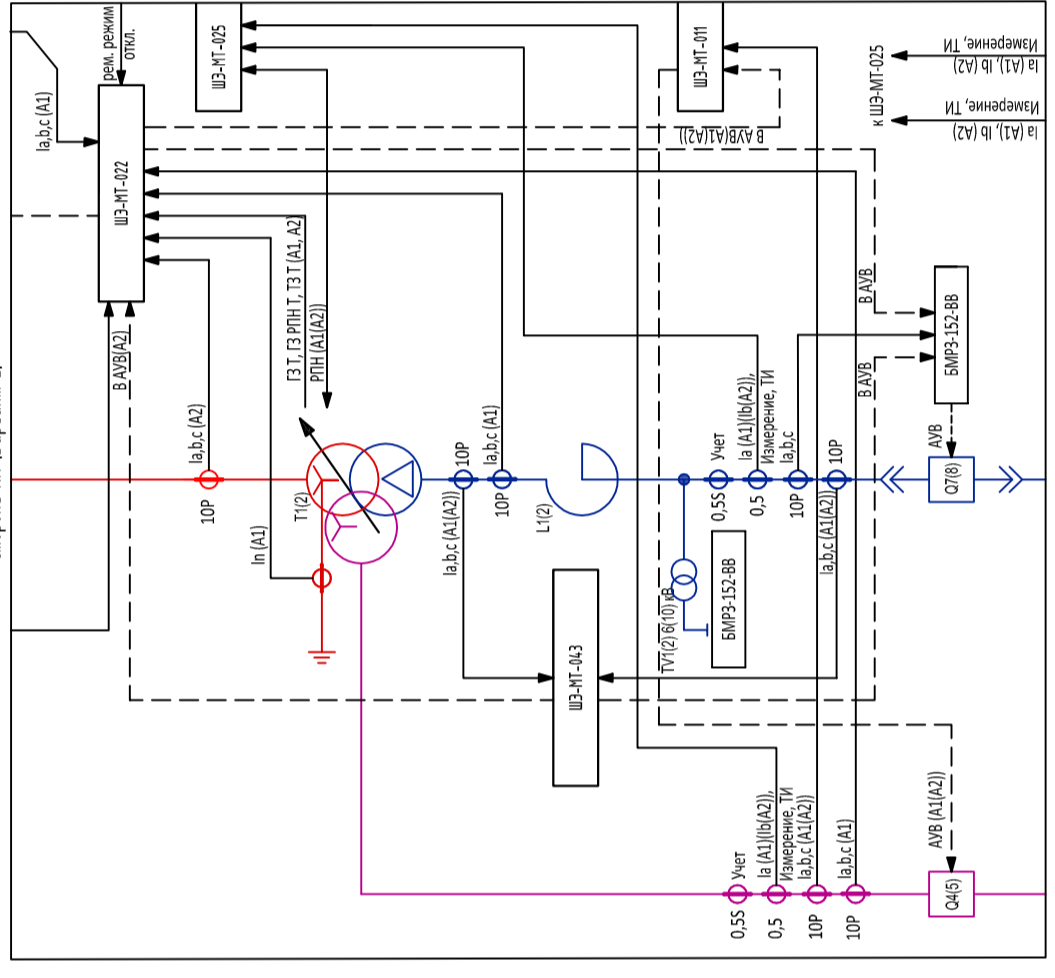 рем. режим
откл.
Ia,b,c (A1)
ШЭ-МТ-022
ШЭ-МТ-025
ШЭ-МТ-011
В АУВ(А1(А2))
к ШЭ-МТ-025
Ia (A1), Ib (A2)
Измерение, ТИ
Ia (A1), Ib (A2)
Измерение, ТИ
В АУВ(А2)
Ia,b,c (A2)
10P
In (A1)
ГЗ Т, ГЗ РПН Т, ТЗ Т (А1, А2)
РПН (А1(А2))
T1(2)
10P
Ia,b,c (A1(A2))
Ia,b,c (A1)
10P
L1(2)
TV1(2) 6(10) кВ
БМРЗ-152-ВВ
ШЭ-МТ-043
Учет
0,5S
Ia (A1)(Ib(A2)),
Измерение, ТИ
0,5
Ia,b,c
10P
10P
Ia,b,c (A1(A2))
В АУВ
В АУВ
БМРЗ-152-ВВ
АУВ
Q7(8)
Учет
0,5S
Ia (A1)(Ib(A2)),
Измерение, ТИ
0,5
Ia,b,c (A1(A2))
10P
Ia,b,c (A1)
10P
АУВ (А1(А2))
Q4(5)